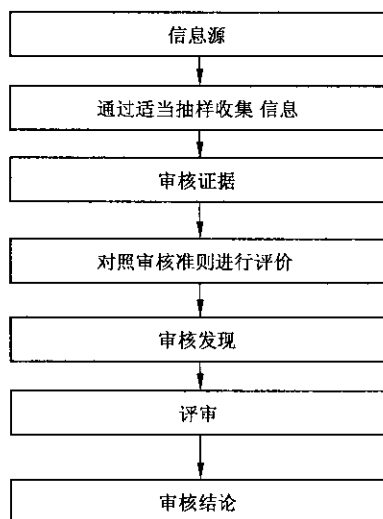 信息源
通过适当抽样收集 信息
审核证据
对照审核准则进行评价
审核发现
评审
审核结论